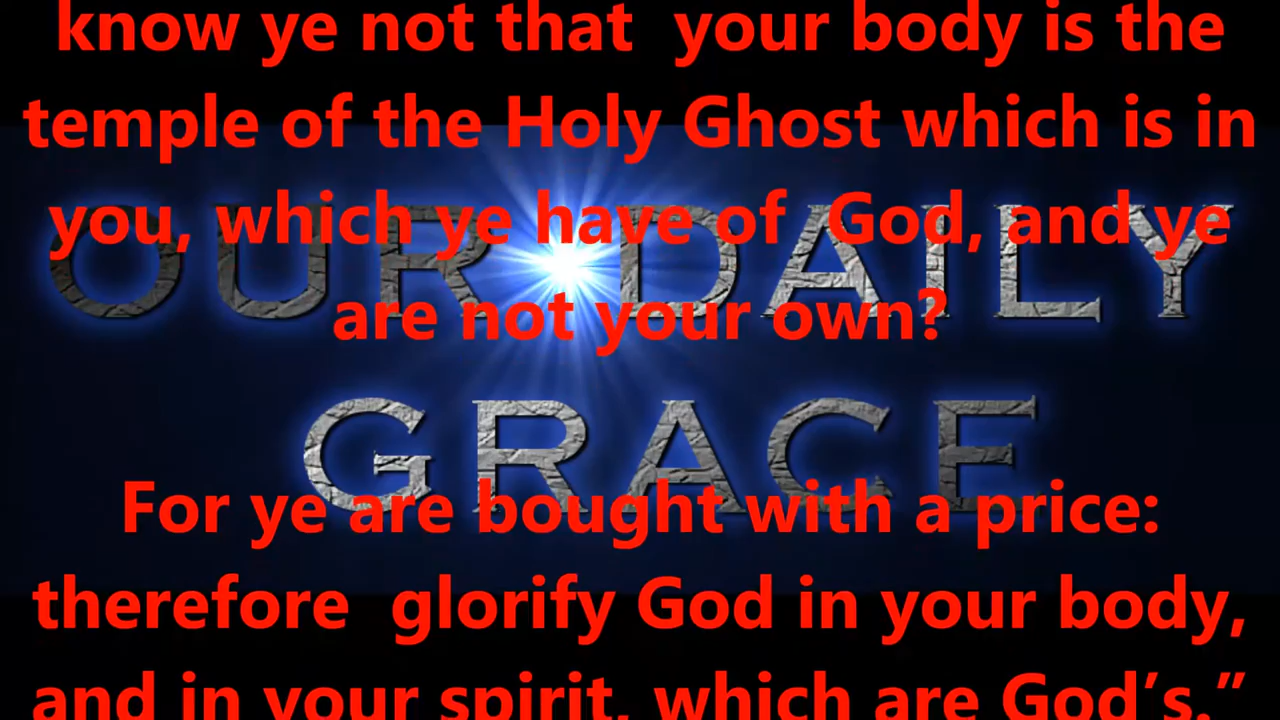 know ye not that your body is the
temple of the Holy Ghost which is in
you, which ye have of God, and ye
are not your own?
OUR DAILY
GRACE
For ye are bought with a price:
therefore glorify God in your body,
and in your spirit, which are God′s.”